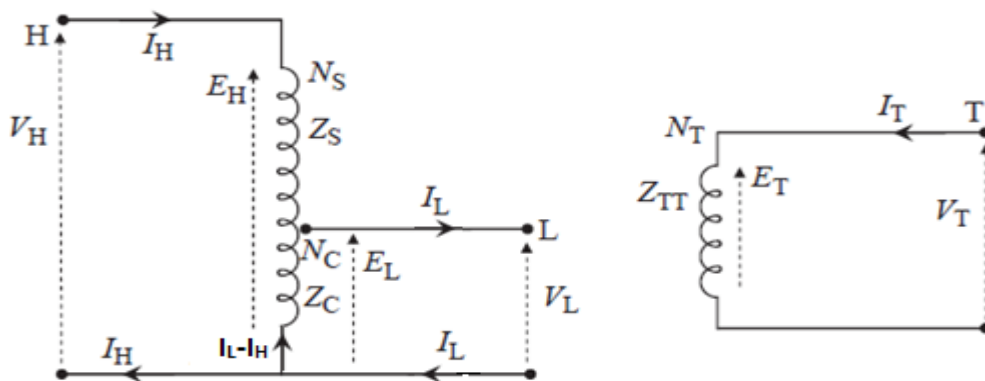 H
I_H
N_S
E_H
Z_S
V_H
I_L
L
N_C
E_L
Z_C
V_L
I_L-I_H
I_H
I_L
I_T
T
N_T
E_T
Z_TT
V_T